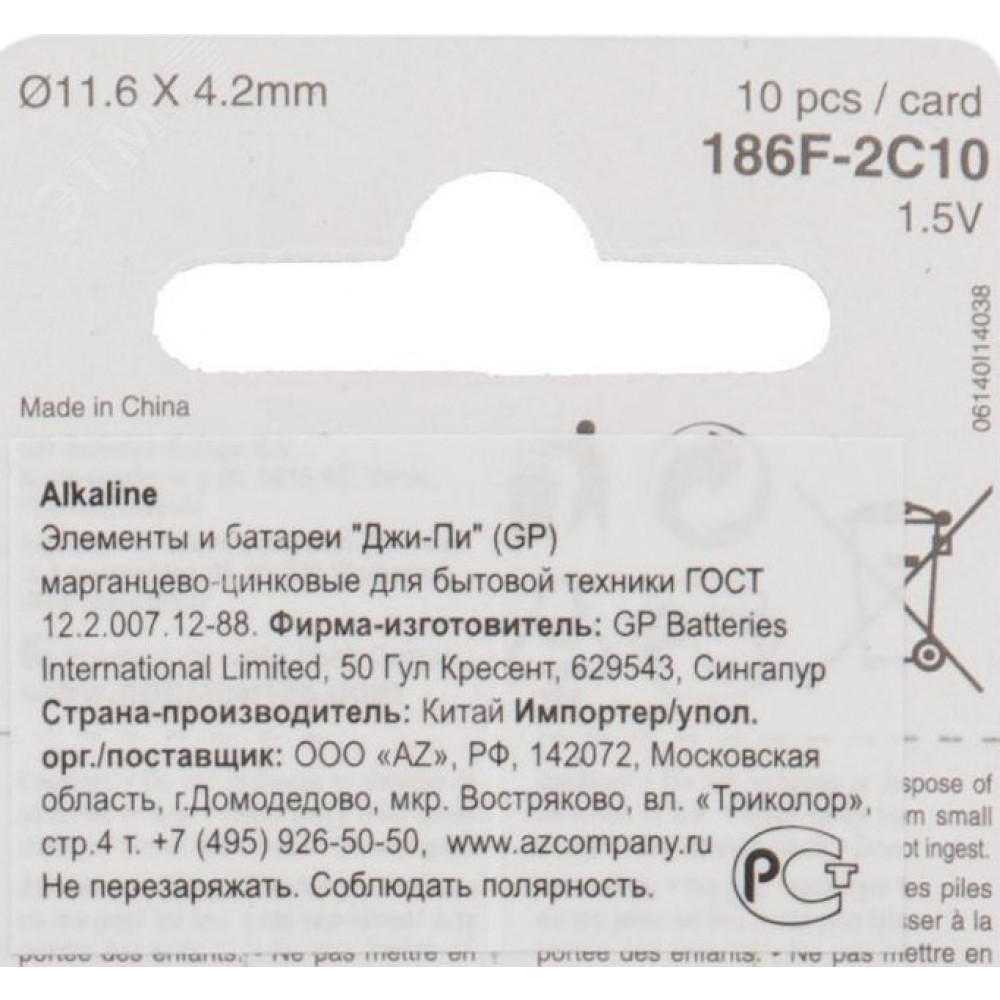 Ø11.6 X 4.2mm
10 pcs / card
186F-2C10
1.5V
06140I14038
ЭТМ
Made in China
Alkaline
Элементы и батареи "Джи-Пи" (GP)
марганцево-цинковые для бытовой техники ГОСТ
12.2.007.12-88. Фирма-изготовитель: GP Batteries
International Limited, 50 Гул Кресент, 629543, Сингапур
Страна-производитель: Китай Импортер/упол.
орг./поставщик: ООО «AZ», РФ, 142072, Московская
область, г.Домодедово, мкр. Востряково, вл. «Триколор»,
стр.4 т. +7 (495) 926-50-50, www.azcompany.ru
Не перезаряжать. Соблюдать полярность.
РСТ
spose of
m small
ot ingest.
es piles
sser à la
portée des enfants. - Ne pas mettre en
portée des enfants. - Ne pas mettre en